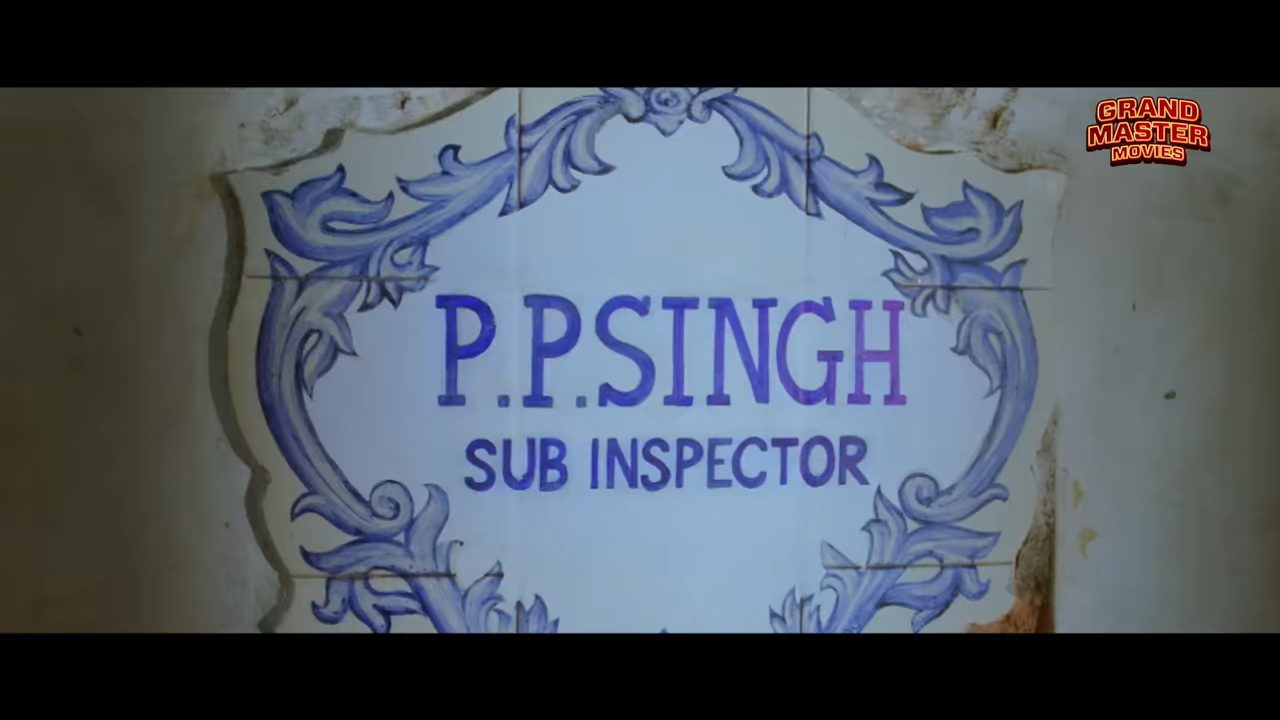 GRAND
MASTER
MOVIES
P.P.SINGH
SUB INSPECTOR